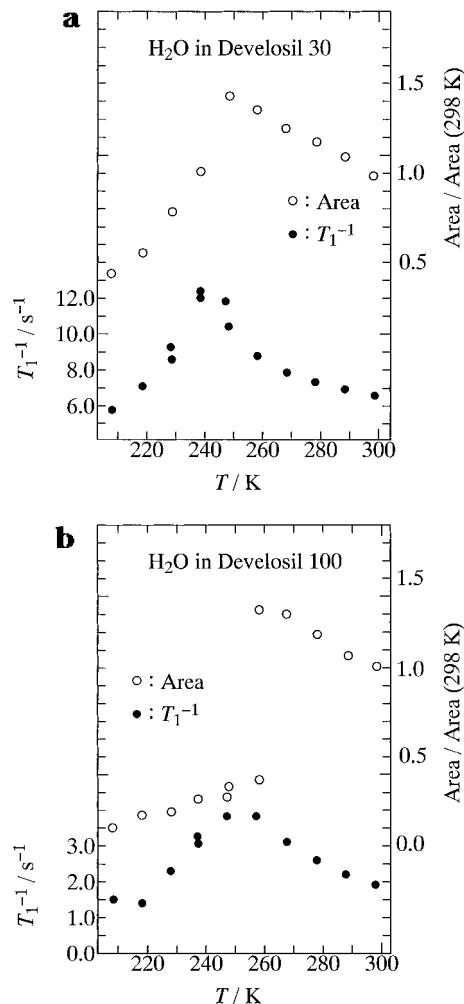 a
H₂O in Develosil 30
○ : Area
● : T₁⁻¹
1.5
1.0
0.5
Area / Area (298 K)
12.0
10.0
8.0
6.0
T₁⁻¹ / s⁻¹
220 240 260 280 300
T / K
b
H₂O in Develosil 100
○ : Area
● : T₁⁻¹
1.5
1.0
0.5
0.0
Area / Area (298 K)
3.0
2.0
1.0
0.0
T₁⁻¹ / s⁻¹
220 240 260 280 300
T / K